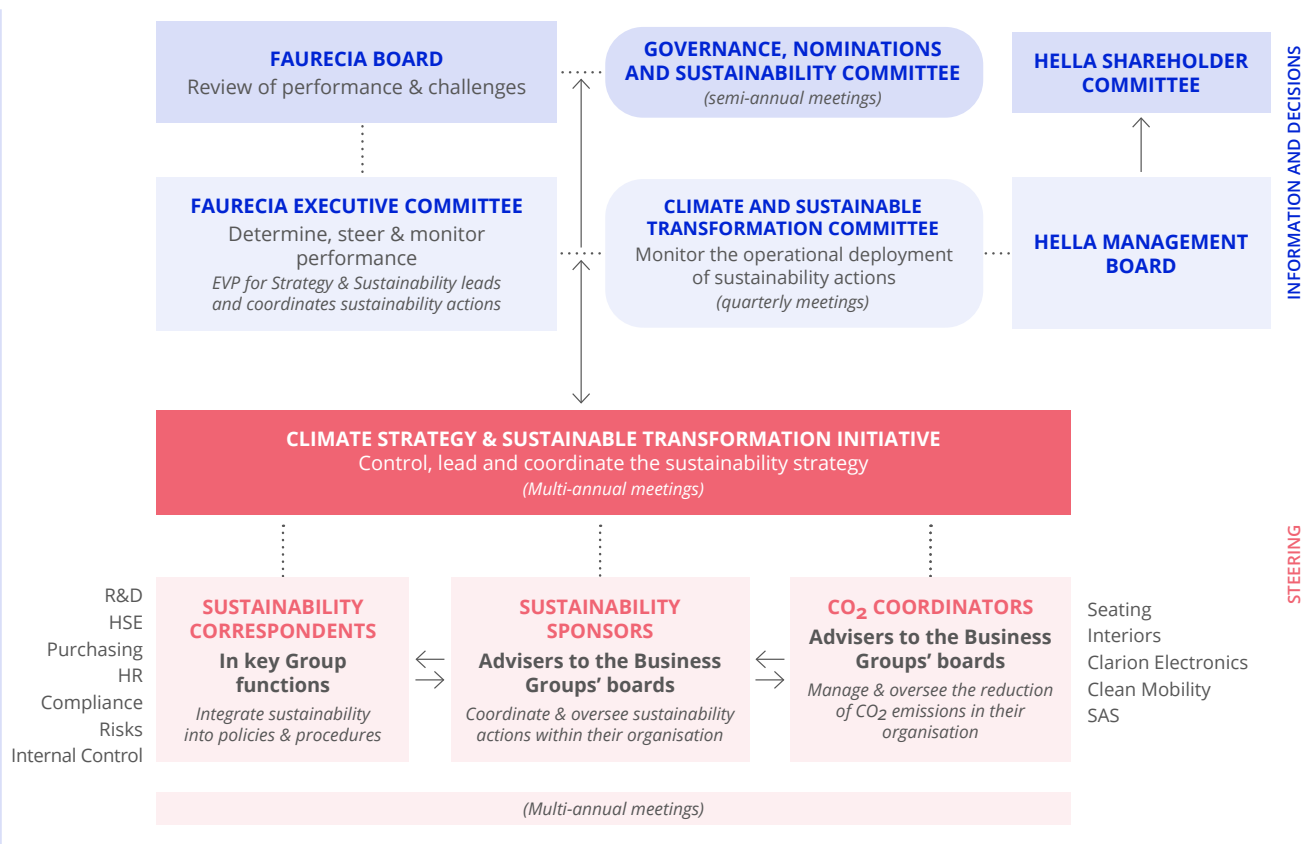 FAURECIA BOARD
Review of performance & challenges
GOVERNANCE, NOMINATIONS
AND SUSTAINABILITY COMMITTEE
(semi-annual meetings)
HELLA SHAREHOLDER
COMMITTEE
FAURECIA EXECUTIVE COMMITTEE
Determine, steer & monitor
performance
EVP for Strategy & Sustainability leads
and coordinates sustainability actions
CLIMATE AND SUSTAINABLE
TRANSFORMATION COMMITTEE
Monitor the operational deployment
of sustainability actions
(quarterly meetings)
HELLA MANAGEMENT
BOARD
INFORMATION AND DECISIONS
CLIMATE STRATEGY & SUSTAINABLE TRANSFORMATION INITIATIVE
Control, lead and coordinate the sustainability strategy
(Multi-annual meetings)
R&D
HSE
Purchasing
HR
Compliance
Risks
Internal Control
SUSTAINABILITY
CORRESPONDENTS
In key Group
functions
Integrate sustainability
into policies & procedures
SUSTAINABILITY
SPONSORS
Advisers to the Business
Groups' boards
Coordinate & oversee sustainability
actions within their organisation
CO2 COORDINATORS
Advisers to the Business
Groups' boards
Manage & oversee the reduction
of CO2 emissions in their
organisation
Seating
Interiors
Clarion Electronics
Clean Mobility
SAS
STEERING
(Multi-annual meetings)